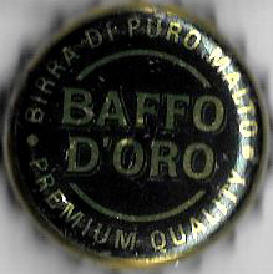 • BIRRA DI PURO MALTO •
BAFFO
D'ORO
PREMIUM QUALITY